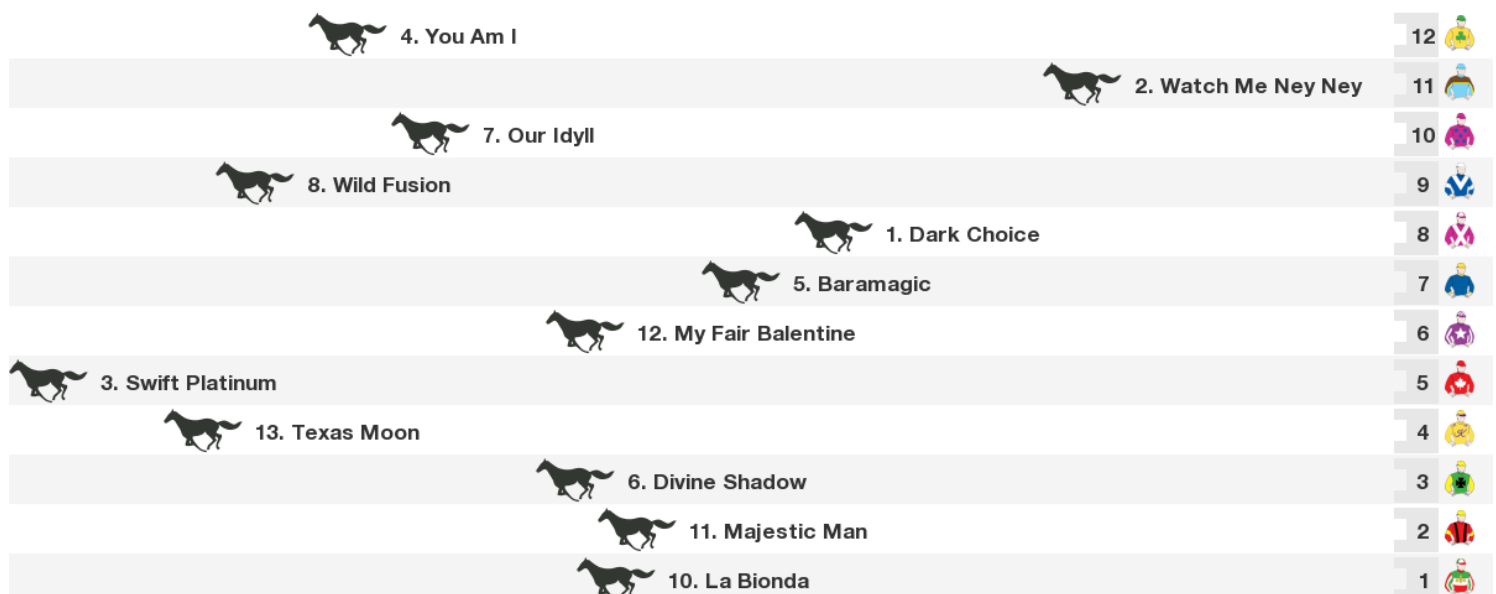 4. You Am I 12
2. Watch Me Ney Ney 11
7. Our Idyll 10
8. Wild Fusion 9
1. Dark Choice 8
5. Baramagic 7
12. My Fair Balentine 6
3. Swift Platinum 5
13. Texas Moon 4
6. Divine Shadow 3
11. Majestic Man 2
10. La Bionda 1